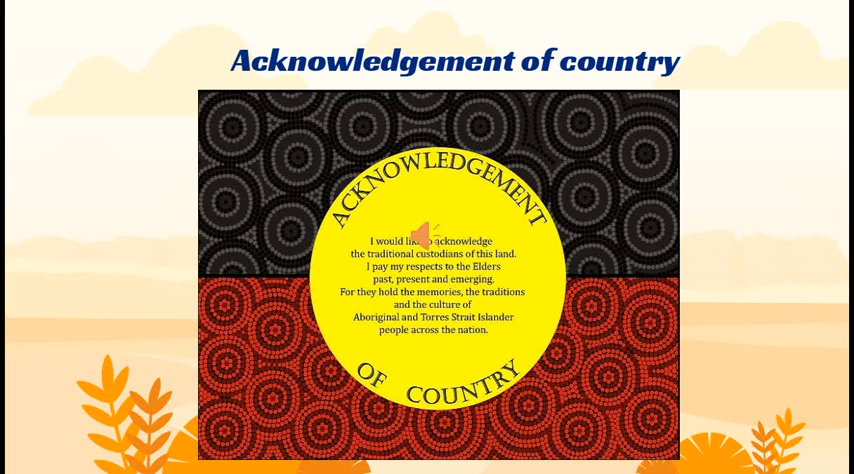 Acknowledgement of country
ACKNOWLEDGEMENT
I would to acknowledge
the traditional custodians of this land.
I pay my respects to the Elders
past, present and emerging.
For they hold the memories, the traditions
and the culture of
Aboriginal and Torres Strait Islander
people across the nation.
OF COUNTRY